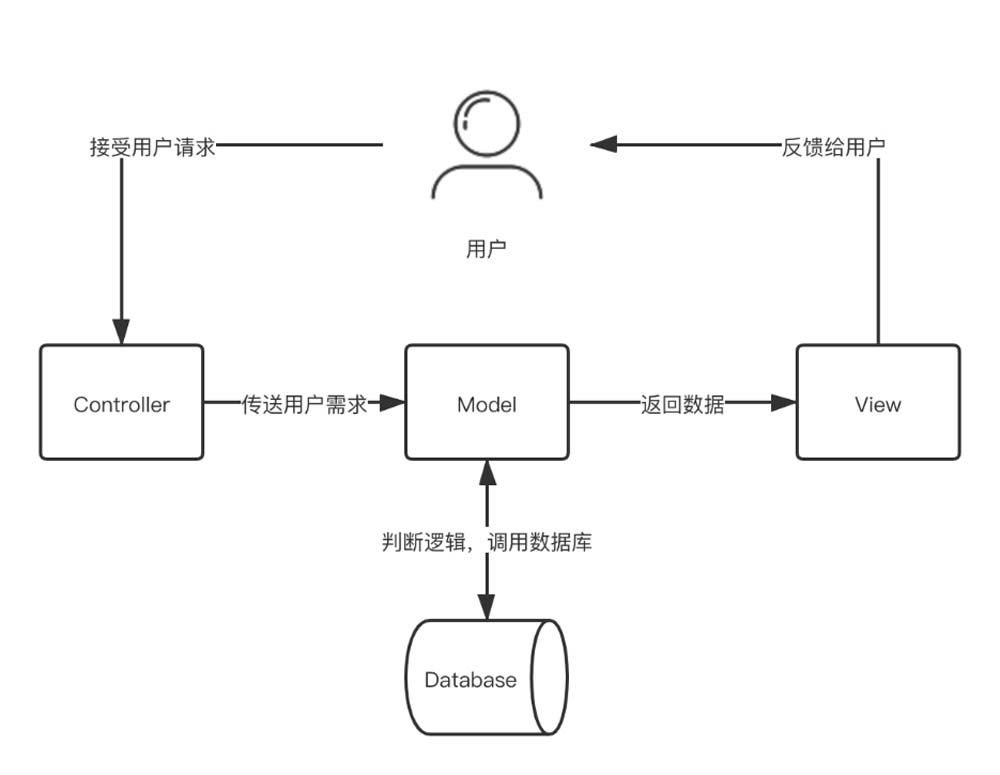 接受用户请求
反馈给用户
用户
Controller
传送用户需求
Model
返回数据
View
判断逻辑，调用数据库
Database